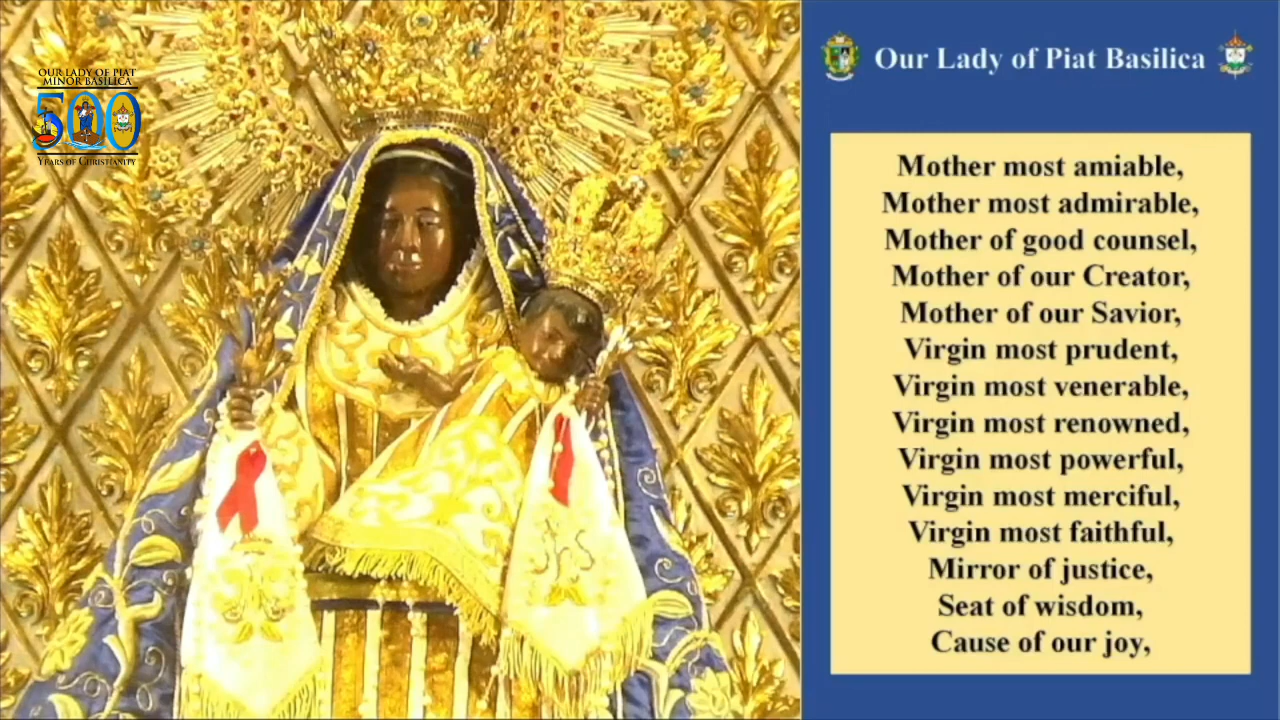 OUR LADY OF PIAT
MINOR BASILICA
500
YEARS OF CHRISTIANITY
Our Lady of Piat Basilica
Mother most amiable,
Mother most admirable,
Mother of good counsel,
Mother of our Creator,
Mother of our Savior,
Virgin most prudent,
Virgin most venerable,
Virgin most renowned,
Virgin most powerful,
Virgin most merciful,
Virgin most faithful,
Mirror of justice,
Seat of wisdom,
Cause of our joy,